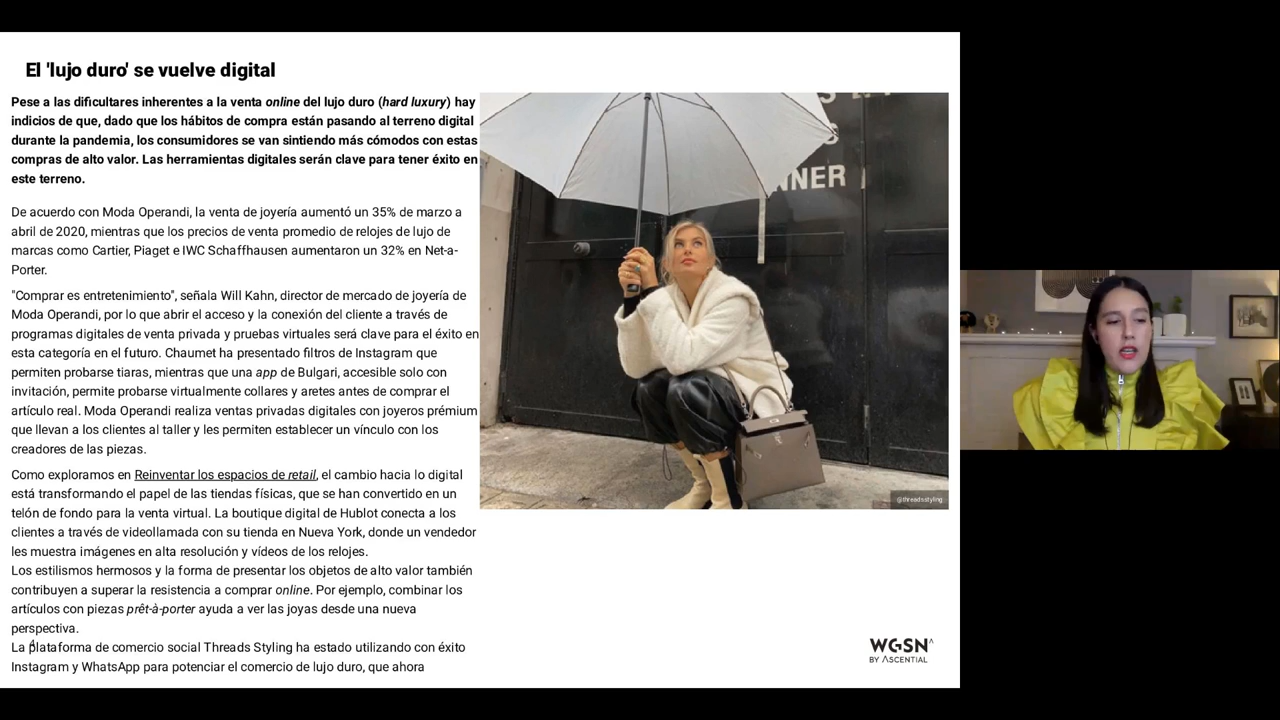 El 'lujo duro' se vuelve digital
Pese a las dificultares inherentes a la venta online del lujo duro (hard luxury) hay
indicios de que, dado que los hábitos de compra están pasando al terreno digital
durante la pandemia, los consumidores se van sintiendo más cómodos con estas
compras de alto valor. Las herramientas digitales serán clave para tener éxito en
este terreno.
De acuerdo con Moda Operandi, la venta de joyería aumentó un 35% de marzo a
abril de 2020, mientras que los precios de venta promedio de relojes de lujo de
marcas como Cartier, Piaget e IWC Schaffhausen aumentaron un 32% en Net-a-
Porter.
"Comprar es entretenimiento", señala Will Kahn, director de mercado de joyería de
Moda Operandi, por lo que abrir el acceso y la conexión del cliente a través de
programas digitales de venta privada y pruebas virtuales será clave para el éxito en
esta categoría en el futuro. Chaumet ha presentado filtros de Instagram que
permiten probarse tiaras, mientras que una app de Bulgari, accesible solo con
invitación, permite probarse virtualmente collares y aretes antes de comprar el
artículo real. Moda Operandi realiza ventas privadas digitales con joyeros prémium
que llevan a los clientes al taller y les permiten establecer un vínculo con los
creadores de las piezas.
Como exploramos en Reinventar los espacios de retail, el cambio hacia lo digital
está transformando el papel de las tiendas físicas, que se han convertido en un
telón de fondo para la venta virtual. La boutique digital de Hublot conecta a los
clientes a través de videollamada con su tienda en Nueva York, donde un vendedor
les muestra imágenes en alta resolución y vídeos de los relojes.
Los estilismos hermosos y la forma de presentar los objetos de alto valor también
contribuyen a superar la resistencia a comprar online. Por ejemplo, combinar los
artículos con piezas prêt-à-porter ayuda a ver las joyas desde una nueva
perspectiva.
La plataforma de comercio social Threads Styling ha estado utilizando con éxito
Instagram y WhatsApp para potenciar el comercio de lujo duro, que ahora
NNER
@threadsstyling
WGSN
BY ASCENTIAL